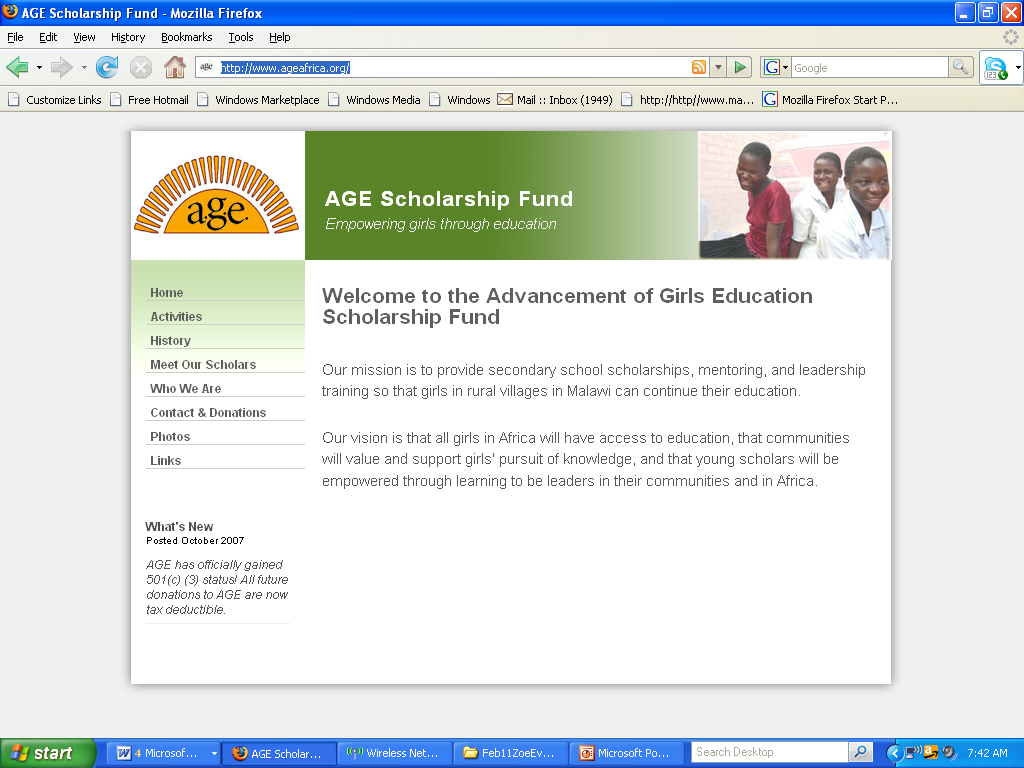 AGE Scholarship Fund - Mozilla Firefox
File Edit View History Bookmarks Tools Help
age http://www.ageafrica.org/ G Google 123
Customize Links Free Hotmail Windows Marketplace Windows Media Windows Mail :: Inbox (1949) http://http//www.ma... G Mozilla Firefox Start P...
a.g.e.
AGE Scholarship Fund
Empowering girls through education
Home
Activities
History
Meet Our Scholars
Who We Are
Contact & Donations
Photos
Links
What's New
Posted October 2007
AGE has officially gained
501(c) (3) status! All future
donations to AGE are now
tax deductible.
Welcome to the Advancement of Girls Education
Scholarship Fund
Our mission is to provide secondary school scholarships, mentoring, and leadership
training so that girls in rural villages in Malawi can continue their education.
Our vision is that all girls in Africa will have access to education, that communities
will value and support girls' pursuit of knowledge, and that young scholars will be
empowered through learning to be leaders in their communities and in Africa.
start 4 Microsof... AGE Scholar... Wireless Net... Feb11ZoeEv... Microsoft Po... Search Desktop 7:42 AM